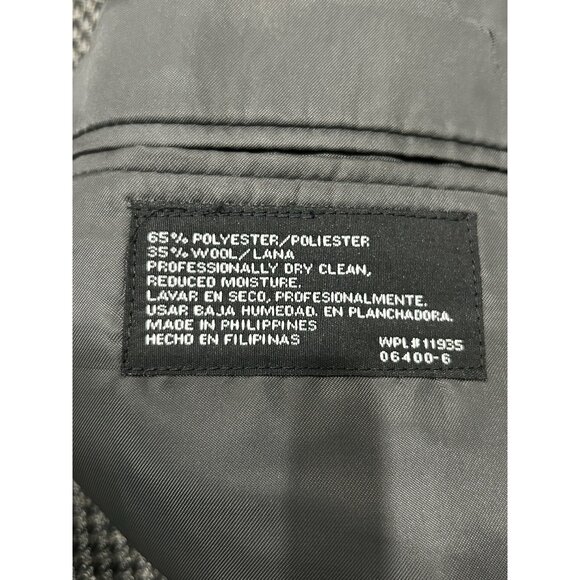 65% POLYESTER/POLIESTER
35% WOOL/LANA
PROFESSIONALLY DRY CLEAN,
REDUCED MOISTURE.
LAVAR EN SECO, PROFESIONALMENTE.
USAR BAJA HUMEDAD. EN PLANCHADORA.
MADE IN PHILIPPINES
HECHO EN FILIPINAS WPL#11935
06400-6